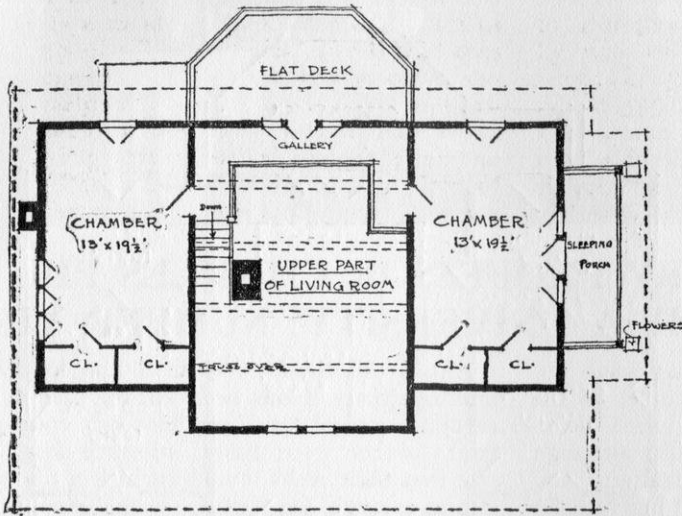 FLAT DECK
GALLERY
CHAMBER
13' x 19½'
DOWN
CHAMBER
13' x 19½'
SLEEPING
PORCH
UPPER PART
OF LIVING ROOM
FLOWERS
CL.
CL.
OVER
CL.
CL.